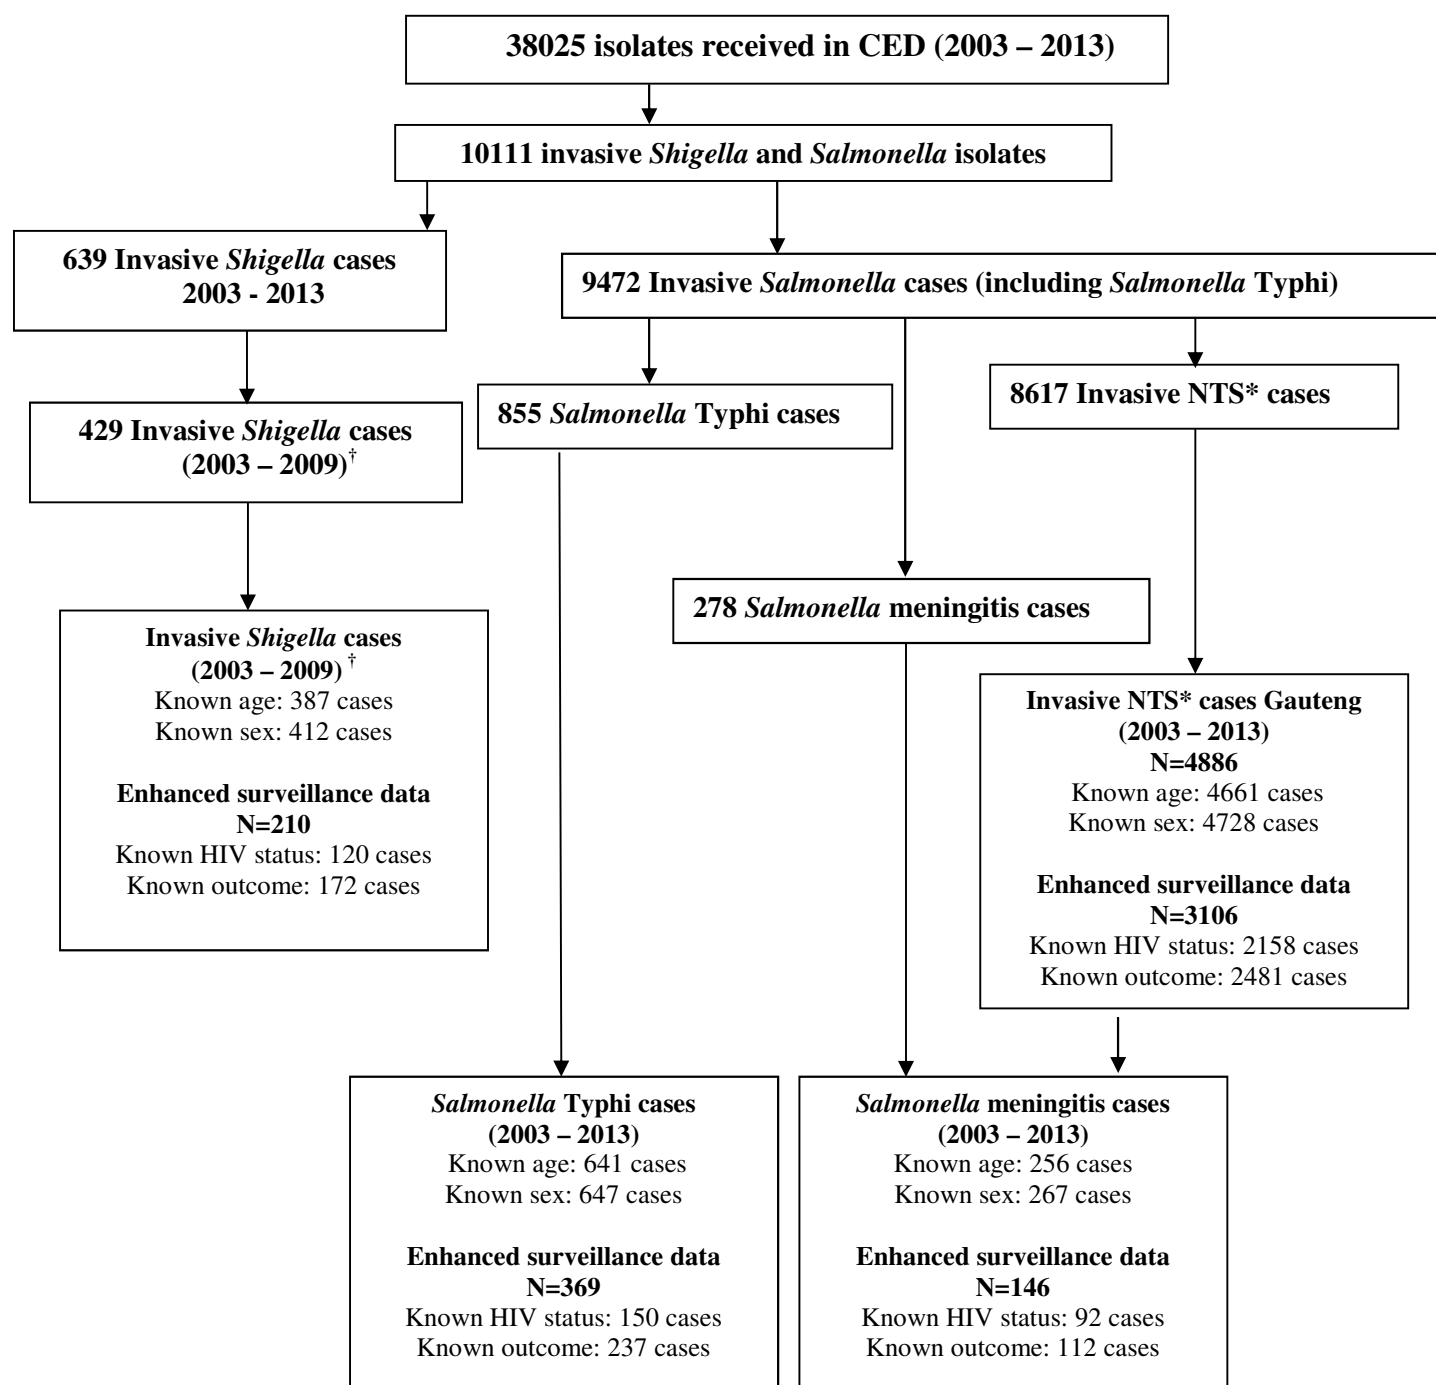 38025 isolates received in CED (2003 – 2013)
10111 invasive Shigella and Salmonella isolates
639 Invasive Shigella cases
2003 - 2013
9472 Invasive Salmonella cases (including Salmonella Typhi)
429 Invasive Shigella cases
(2003 – 2009)†
855 Salmonella Typhi cases
8617 Invasive NTS* cases
278 Salmonella meningitis cases
Invasive Shigella cases
(2003 – 2009) †
Known age: 387 cases
Known sex: 412 cases
Enhanced surveillance data
N=210
Known HIV status: 120 cases
Known outcome: 172 cases
Invasive NTS* cases Gauteng
(2003 – 2013)
N=4886
Known age: 4661 cases
Known sex: 4728 cases
Enhanced surveillance data
N=3106
Known HIV status: 2158 cases
Known outcome: 2481 cases
Salmonella Typhi cases
(2003 – 2013)
Known age: 641 cases
Known sex: 647 cases
Enhanced surveillance data
N=369
Known HIV status: 150 cases
Known outcome: 237 cases
Salmonella meningitis cases
(2003 – 2013)
Known age: 256 cases
Known sex: 267 cases
Enhanced surveillance data
N=146
Known HIV status: 92 cases
Known outcome: 112 cases